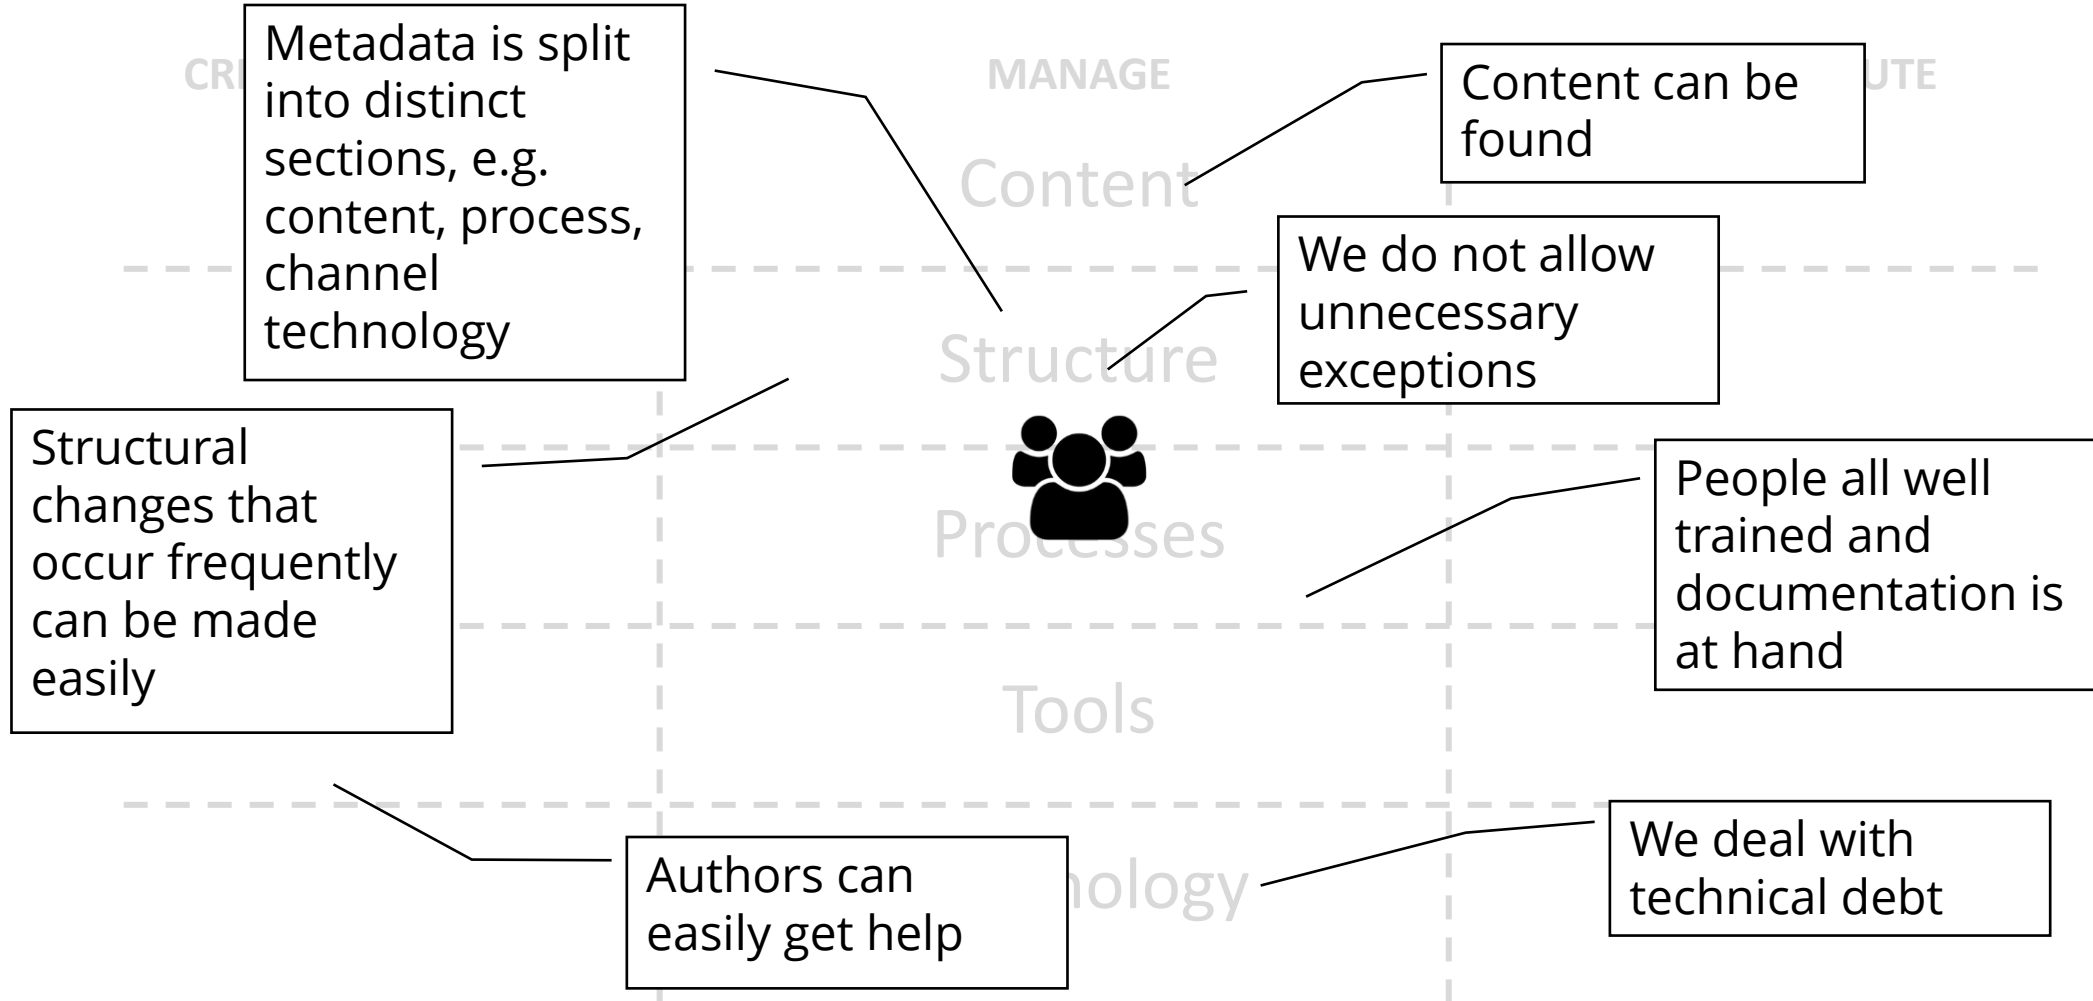 Metadata is split
into distinct
sections, e.g.
content, process,
channel
technology
MANAGE
Content can be
found
Content
We do not allow
unnecessary
exceptions
Structure
Structural
changes that
occur frequently
can be made
easily
People all well
trained and
documentation is
at hand
Processes
Tools
Authors can
easily get help
We deal with
technical debt